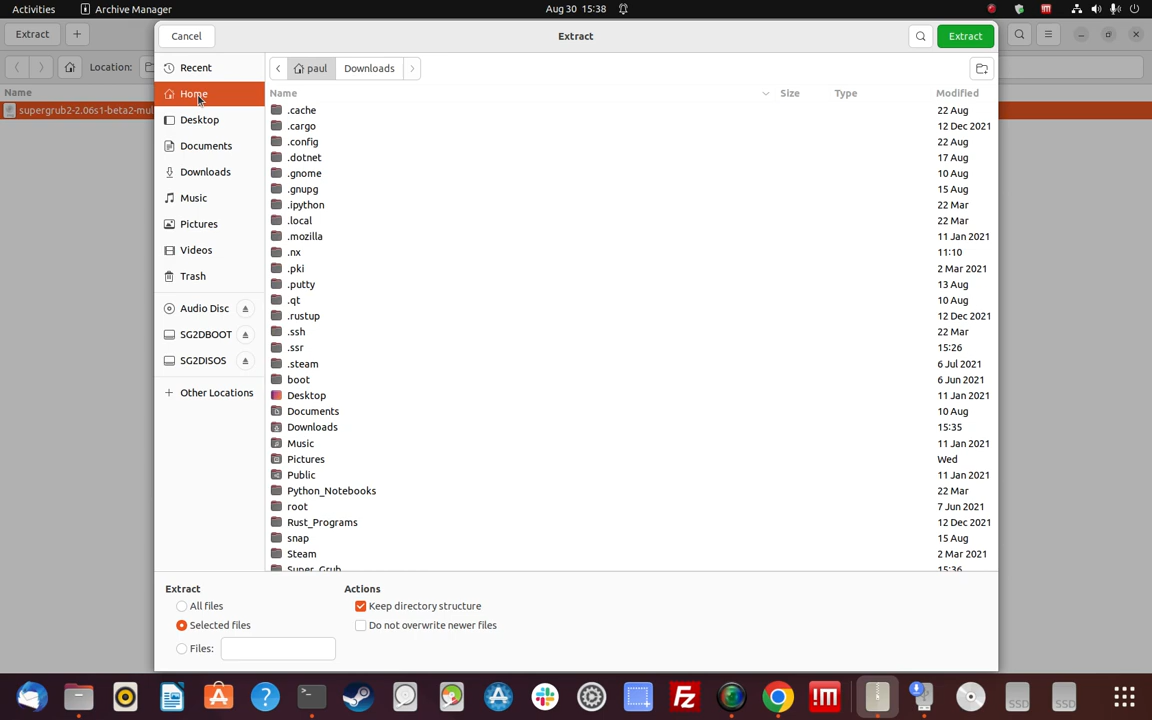 Activities Archive Manager Aug 30 15:38
Extract +
Cancel Extract Extract
Location:
Recent paul Downloads
Name
Home Name Size Type Modified
supergrub2-2.06s1-beta2-mul
.cache 22 Aug
Desktop .cargo 12 Dec 2021
.config 22 Aug
Documents .dotnet 17 Aug
Downloads .gnome 10 Aug
.gnupg 15 Aug
Music .ipython 22 Mar
.local 22 Mar
Pictures .mozilla 11 Jan 2021
Videos .nx 11:10
.pki 2 Mar 2021
Trash .putty 13 Aug
.qt 10 Aug
Audio Disc .rustup 12 Dec 2021
SG2DBOOT .ssh 22 Mar
.ssr 15:26
SG2DISOS .steam 6 Jul 2021
boot 6 Jun 2021
Other Locations Desktop 11 Jan 2021
Documents 10 Aug
Downloads 15:35
Music 11 Jan 2021
Pictures Wed
Public 11 Jan 2021
Python_Notebooks 22 Mar
root 7 Jun 2021
Rust_Programs 12 Dec 2021
snap 15 Aug
Steam 2 Mar 2021
Super_Grub 15:36
Extract Actions
All files Keep directory structure
Selected files Do not overwrite newer files
Files:
SSD SSD